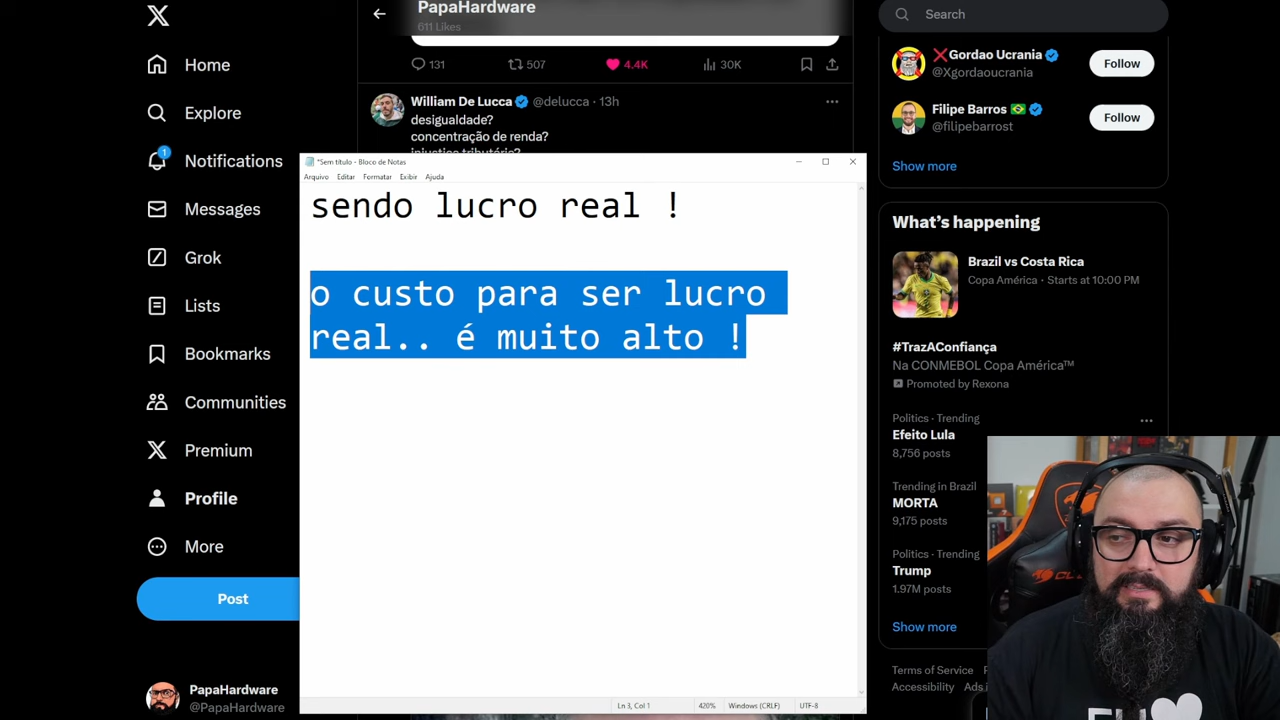 PapaHardware
611 Likes
Search
Home
Explore
1
Notifications
Messages
Grok
Lists
Bookmarks
Communities
Premium
Profile
More
Post
PapaHardware
@PapaHardware
131
507
4.4K
30K
William De Lucca @delucca · 13h
desigualdade?
concentração de renda?
injustiça tributária?
*Sem título - Bloco de Notas
Arquivo Editar Formatar Exibir Ajuda
sendo lucro real !
o custo para ser lucro
real.. é muito alto !
Ln 3, Col 1
420%
Windows (CRLF)
UTF-8
❌Gordao Ucrania
@Xgordaoucrania
Follow
Filipe Barros 🇧🇷
@filipebarrost
Follow
Show more
What's happening
Brazil vs Costa Rica
Copa América · Starts at 10:00 PM
#TrazAConfiança
Na CONMEBOL Copa América™
Promoted by Rexona
Politics · Trending
Efeito Lula
8,756 posts
Trending in Brazil
MORTA
9,175 posts
Politics · Trending
Trump
1.97M posts
Show more
Terms of Service
Accessibility
EU